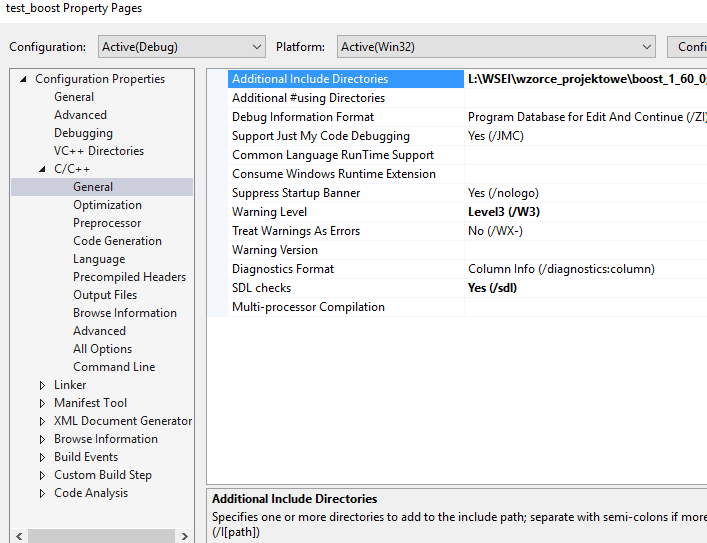 test_boost Property Pages
Configuration: Active(Debug) Platform: Active(Win32) Confi
Configuration Properties
General
Advanced
Debugging
VC++ Directories
C/C++
General
Optimization
Preprocessor
Code Generation
Language
Precompiled Headers
Output Files
Browse Information
Advanced
All Options
Command Line
Linker
Manifest Tool
XML Document Generator
Browse Information
Build Events
Custom Build Step
Code Analysis
Additional Include Directories L:\WSEI\wzorce_projektowe\boost_1_60_0;
Additional #using Directories
Debug Information Format Program Database for Edit And Continue (/ZI)
Support Just My Code Debugging Yes (/JMC)
Common Language RunTime Support
Consume Windows Runtime Extension
Suppress Startup Banner Yes (/nologo)
Warning Level Level3 (/W3)
Treat Warnings As Errors No (/WX-)
Warning Version
Diagnostics Format Column Info (/diagnostics:column)
SDL checks Yes (/sdl)
Multi-processor Compilation
Additional Include Directories
Specifies one or more directories to add to the include path; separate with semi-colons if more
(/I[path])